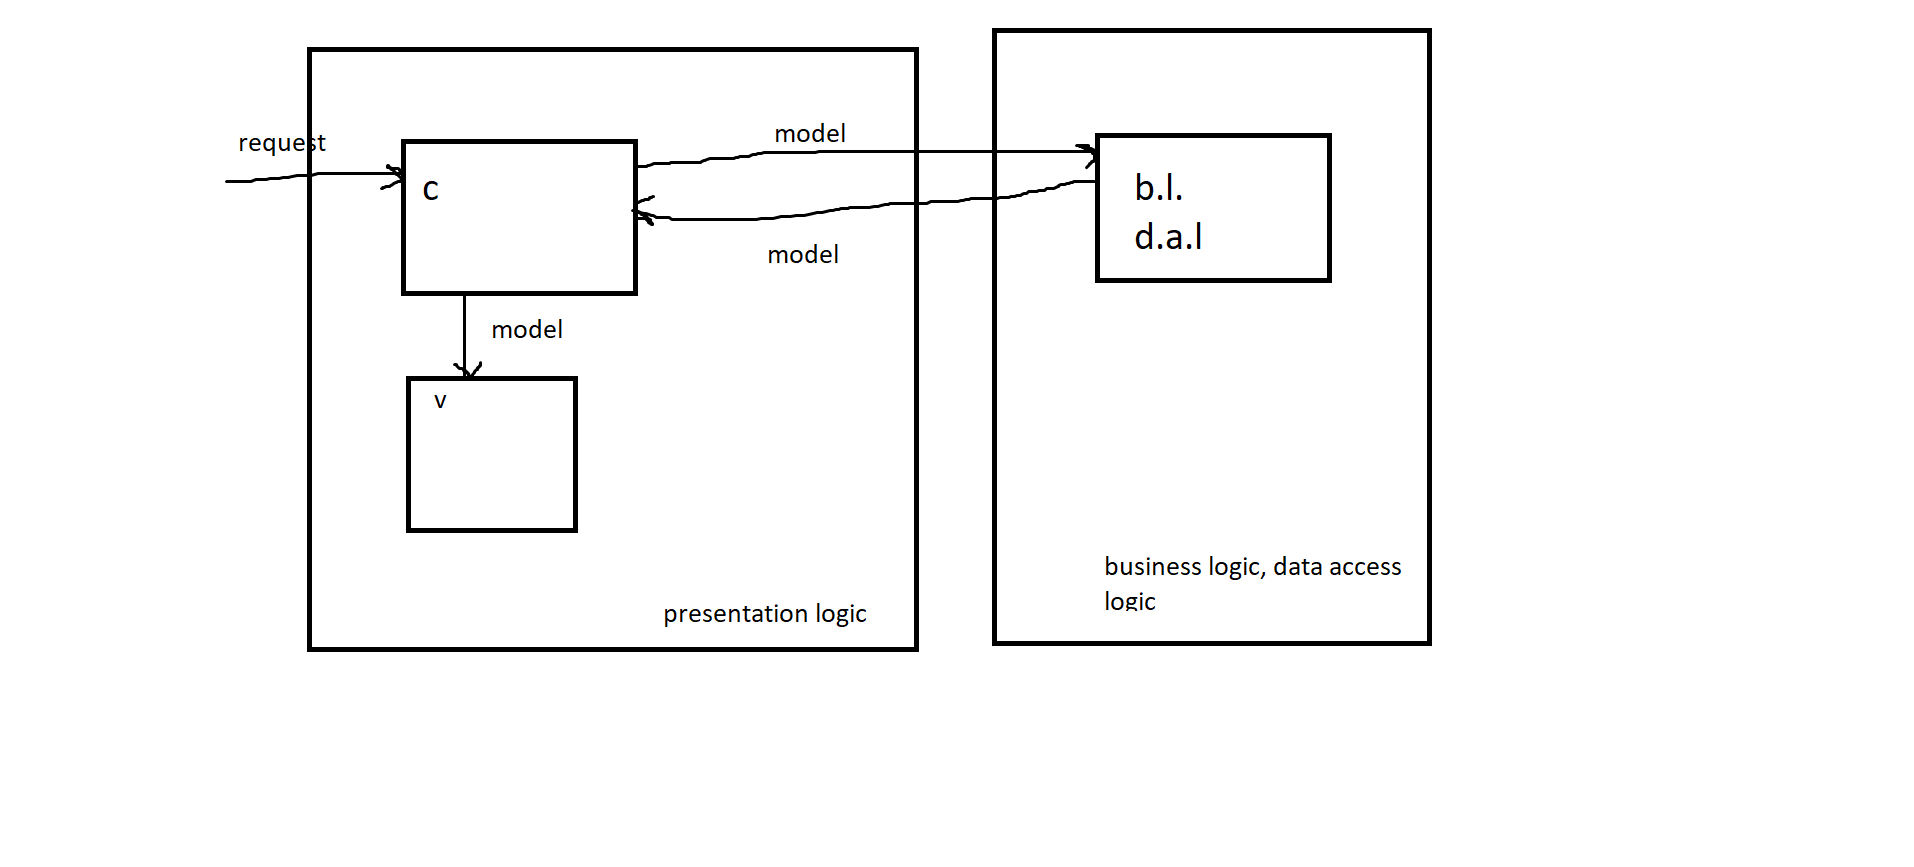 request
c
model
model
b.l.
d.a.l
model
v
presentation logic
business logic, data access
logic